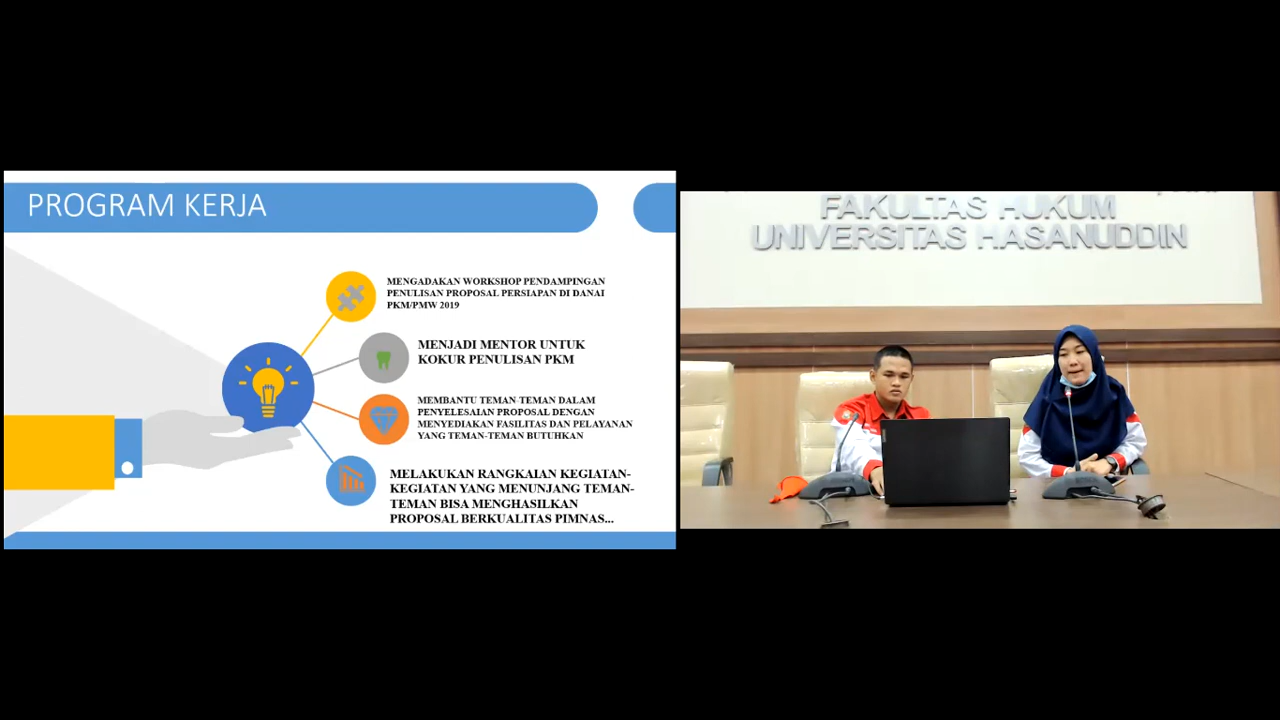 PROGRAM KERJA
MENGADAKAN WORKSHOP PENDAMPINGAN
PENULISAN PROPOSAL PERSIAPAN DI DANAI
PKM/PMW 2019
MENJADI MENTOR UNTUK
KOKUR PENULISAN PKM
MEMBANTU TEMAN-TEMAN DALAM
PENYELESAIAN PROPOSAL DENGAN
MENYEDIAKAN FASILITAS DAN PELAYANAN
YANG TEMAN-TEMAN BUTUHKAN
MELAKUKAN RANGKAIAN KEGIATAN-
KEGIATAN YANG MENUNJANG TEMAN-
TEMAN BISA MENGHASILKAN
PROPOSAL BERKUALITAS PIMNAS...
FAKULTAS HUKUM
UNIVERSITAS HASANUDDIN